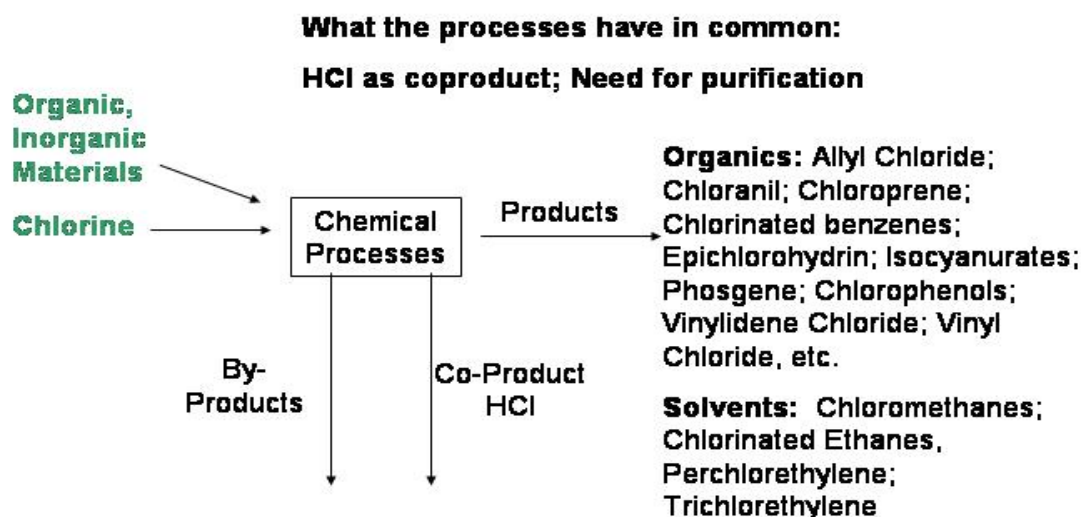 What the processes have in common:
HCl as coproduct; Need for purification
Organic,
Inorganic
Materials
Chlorine
Chemical
Processes
Products
By-
Products
Co-Product
HCl
Organics: Allyl Chloride;
Chloranil; Chloroprene;
Chlorinated benzenes;
Epichlorohydrin; Isocyanurates;
Phosgene; Chlorophenols;
Vinylidene Chloride; Vinyl
Chloride, etc.
Solvents: Chloromethanes;
Chlorinated Ethanes,
Perchlorethylene;
Trichlorethylene